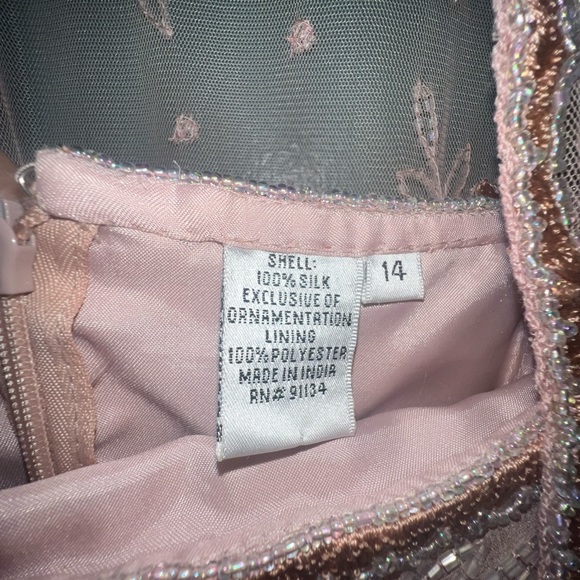 SHELL:
100% SILK
EXCLUSIVE OF
ORNAMENTATION
LINING
100% POLYESTER
MADE IN INDIA
RN# 91134
14